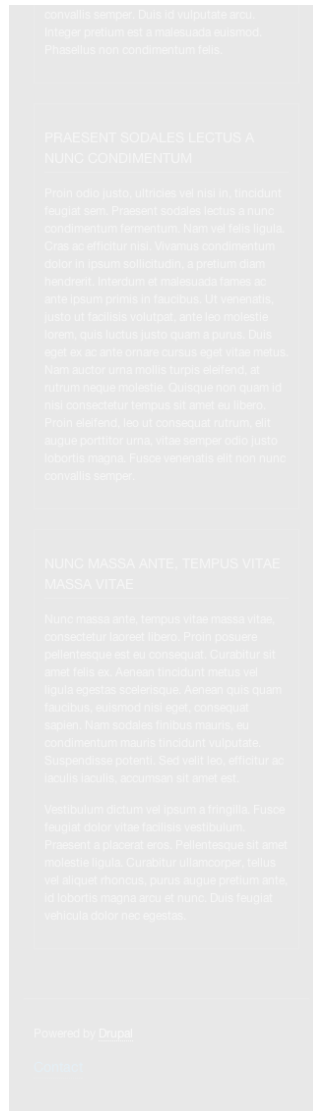 convallis semper. Duis id vulputate arcu.
Integer pretium est a malesuada euismod.
Phasellus non condimentum felis.
PRAESENT SODALES LECTUS A
NUNC CONDIMENTUM
Proin odio justo, ultricies vel nisi in, tincidunt
feugiat sem. Praesent sodales lectus a nunc
condimentum fermentum. Nam vel felis ligula.
Cras ac efficitur nisi. Vivamus condimentum
dolor in ipsum sollicitudin, a pretium diam
hendrerit. Interdum et malesuada fames ac
ante ipsum primis in faucibus. Ut venenatis,
justo ut facilisis volutpat, ante leo molestie
lorem, quis luctus justo quam a purus. Duis
eget ex ac ante ornare cursus eget vitae metus.
Nam auctor urna mollis turpis eleifend, at
rutrum neque molestie. Quisque non quam id
nisi consectetur tempus sit amet eu libero.
Proin eleifend, leo ut consequat rutrum, elit
augue porttitor urna, vitae semper odio justo
lobortis magna. Fusce venenatis elit non nunc
convallis semper.
NUNC MASSA ANTE, TEMPUS VITAE
MASSA VITAE
Nunc massa ante, tempus vitae massa vitae,
consectetur laoreet libero. Proin posuere
pellentesque est eu consequat. Curabitur sit
amet felis ex. Aenean tincidunt metus vel
ligula egestas scelerisque. Aenean quis quam
faucibus, euismod nisi eget, consequat
sapien. Nam sodales finibus mauris, eu
condimentum mauris tincidunt vulputate.
Suspendisse potenti. Sed velit leo, efficitur ac
iaculis iaculis, accumsan sit amet est.
Vestibulum dictum vel ipsum a fringilla. Fusce
feugiat dolor vitae facilisis vestibulum.
Praesent a placerat eros. Pellentesque sit amet
molestie ligula. Curabitur ullamcorper, tellus
vel aliquet rhoncus, purus augue pretium ante,
id lobortis magna arcu et nunc. Duis feugiat
vehicula dolor nec egestas.
Powered by Drupal
Contact